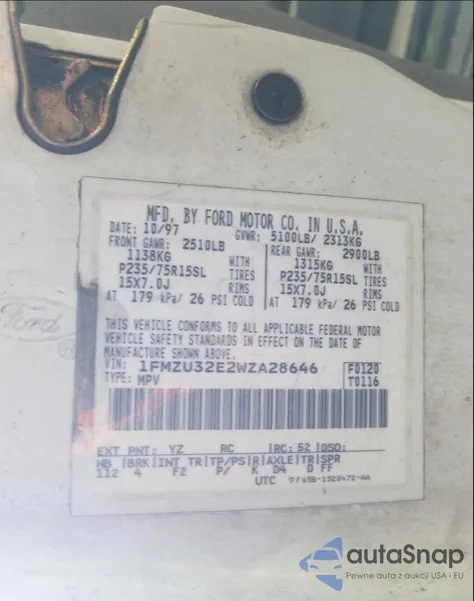 MFD. BY FORD MOTOR CO. IN U.S.A.
DATE: 10/97 GVWR: 5100LB/ 2313KG
FRONT GAWR: 2510LB REAR GAWR: 2900LB
1138KG WITH 1315KG WITH
P235/75R15SL TIRES P235/75R15SL TIRES
15X7.0J RIMS 15X7.0J RIMS
AT 179 kPa/ 26 PSI COLD AT 179 kPa/ 26 PSI COLD
THIS VEHICLE CONFORMS TO ALL APPLICABLE FEDERAL MOTOR
VEHICLE SAFETY STANDARDS IN EFFECT ON THE DATE OF
MANUFACTURE SHOWN ABOVE.
VIN: 1FMZU32E2WZA28646 F0120
TYPE: MPV T0116
EXT PNT: YZ RC |RC: 52 |DSO:
WB |BRK|INT TR|TP/PS|R|AXLE|TR|SPR
112 4 F2 P/ K D4 D FF
UTC
Ford
autoSnap
Pewne auta z aukcji USA i EU